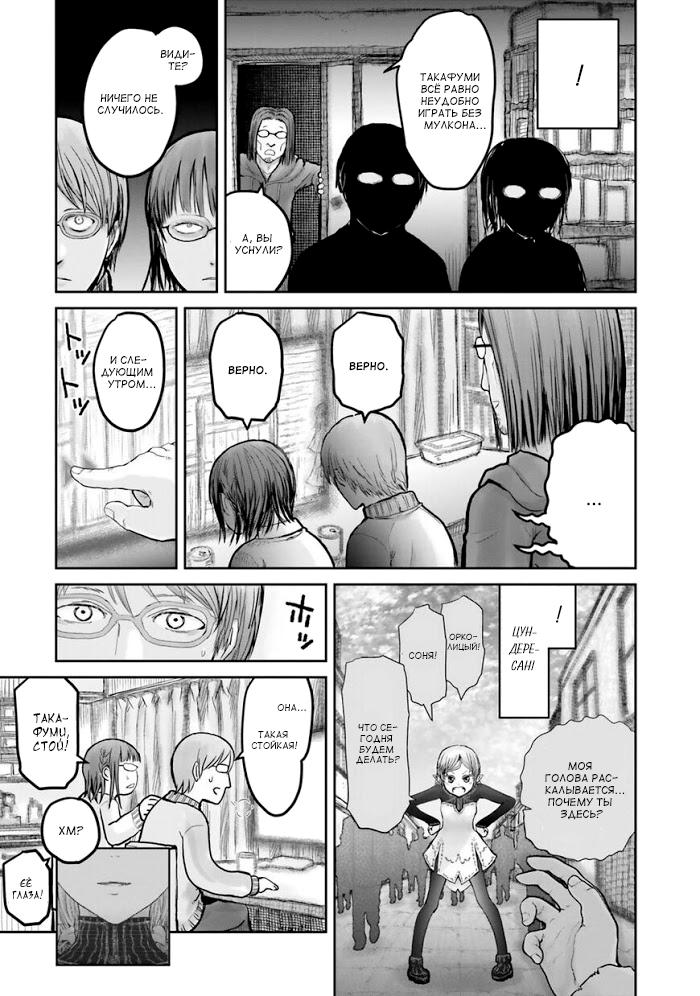 !
ТАКАФУМИ
ВСЁ РАВНО
НЕУДОБНО
ИГРАТЬ БЕЗ
МУЛКОНА...
А, ВЫ
УСНУЛИ?
ВИДИ-
ТЕ?
НИЧЕГО НЕ
СЛУЧИЛОСЬ.
...
ВЕРНО.
ВЕРНО.
И СЛЕ-
ДУЮЩИМ
УТРОМ...
!
ЦУН-
ДЕРЕ-
САН!
ОРКО-
ЛИЦЫЙ!
СОНЯ!
ЧТО СЕ-
ГОДНЯ
БУДЕМ
ДЕЛАТЬ?
МОЯ
ГОЛОВА РАС-
КАЛЫВАЕТСЯ...
ПОЧЕМУ ТЫ
ЗДЕСЬ?
ОНА...
ТАКАЯ
СТОЙКАЯ!
ТАКА-
ФУМИ,
СТОЙ!
ХМ?
ЕЁ
ГЛАЗА!